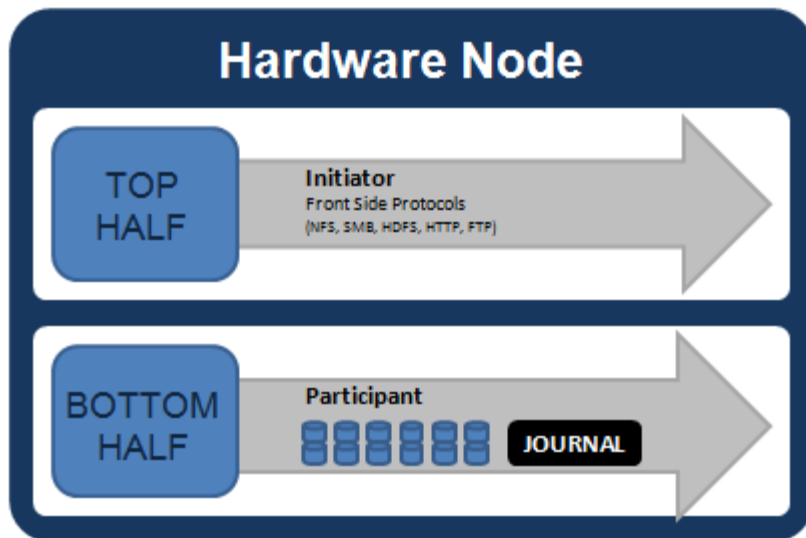 Hardware Node
TOP
HALF
Initiator
Front Side Protocols
(NFS, SMB, HDFS, HTTP, FTP)
BOTTOM
HALF
Participant
JOURNAL